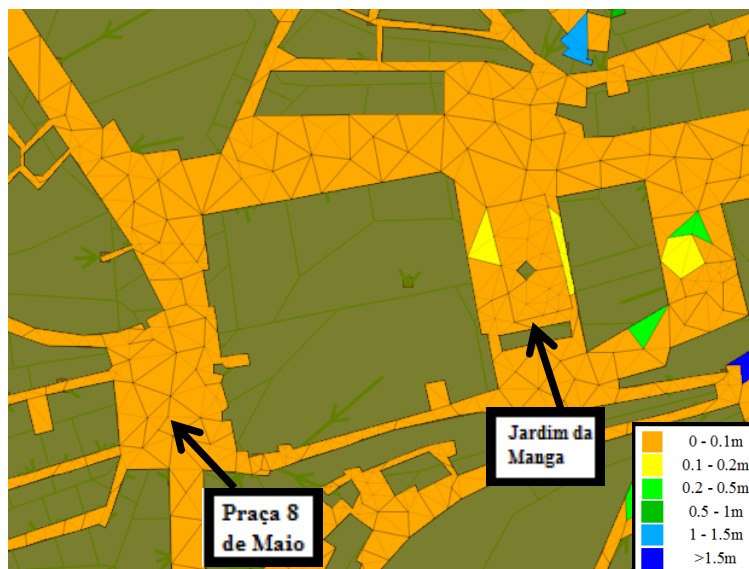 Jardim da
Manga
Praça 8
de Maio
0 - 0.1m
0.1 - 0.2m
0.2 - 0.5m
0.5 - 1m
1 - 1.5m
>1.5m